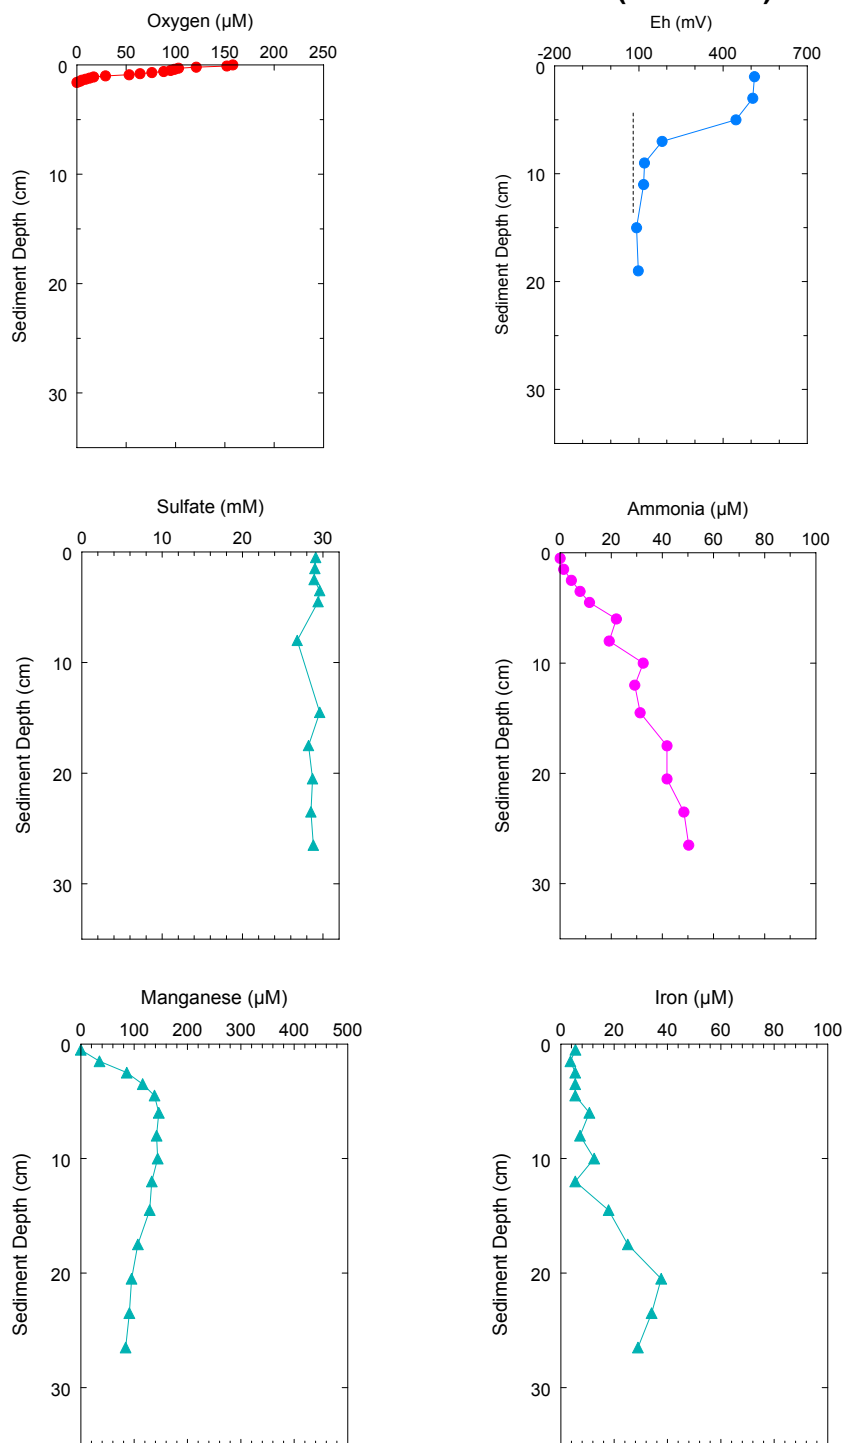 Oxygen (µM)
0 50 100 150 200 250
0
10
20
30
Sediment Depth (cm)
Eh (mV)
-200 100 400 700
0
10
20
30
Sediment Depth (cm)
Sulfate (mM)
0 10 20 30
0
10
20
30
Sediment Depth (cm)
Ammonia (µM)
0 20 40 60 80 100
0
10
20
30
Sediment Depth (cm)
Manganese (µM)
0 100 200 300 400 500
0
10
20
30
Sediment Depth (cm)
Iron (µM)
0 20 40 60 80 100
0
10
20
30
Sediment Depth (cm)